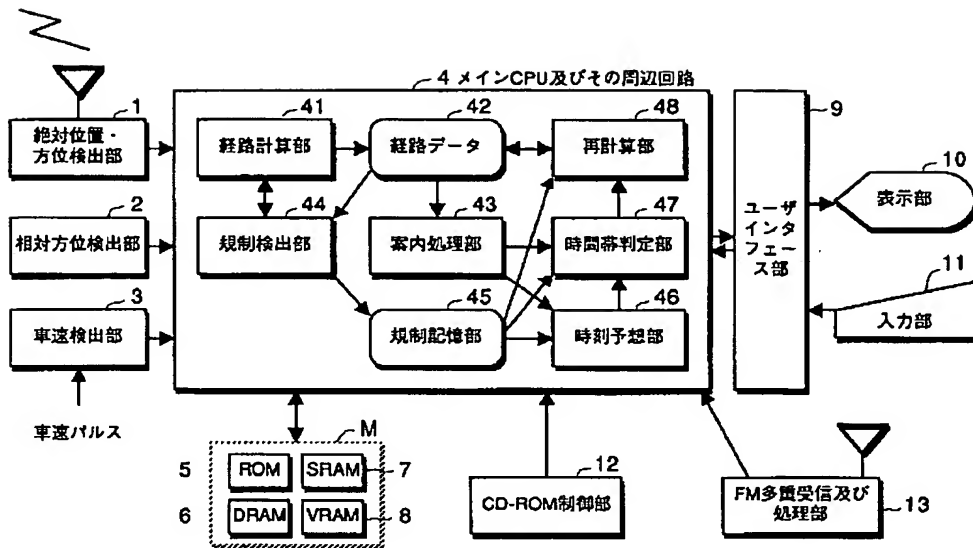 4 メインCPU及びその周辺回路
1
絶対位置・
方位検出部
2
相対方位検出部
3
車速検出部
車速パルス
41
経路計算部
42
経路データ
48
再計算部
44
規制検出部
43
案内処理部
47
時間帯判定部
45
規制記憶部
46
時刻予想部
9
ユーザ
インタ
フェー
ス部
10
表示部
11
入力部
M
5
ROM
SRAM
7
6
DRAM
VRAM
8
12
CD-ROM制御部
FM多重受信及び
処理部
13